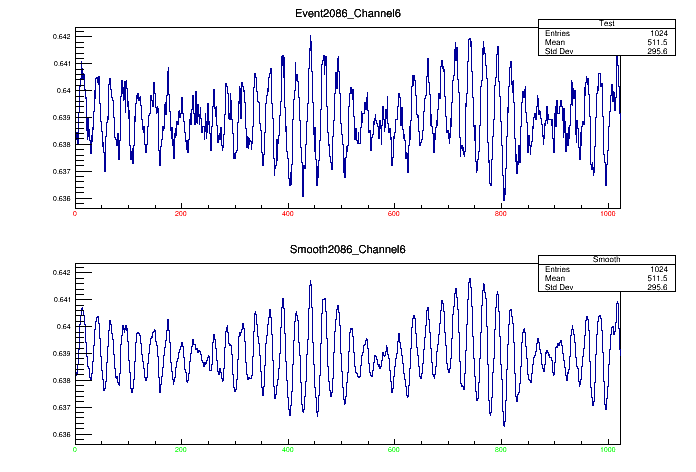 Event2086_Channel6
Test
Entries 1024
Mean 511.5
Std Dev 295.6
0.642
0.641
0.64
0.639
0.638
0.637
0.636
0 200 400 600 800 1000
Smooth2086_Channel6
Smooth
Entries 1024
Mean 511.5
Std Dev 295.6
0.642
0.641
0.64
0.639
0.638
0.637
0.636
0 200 400 600 800 1000